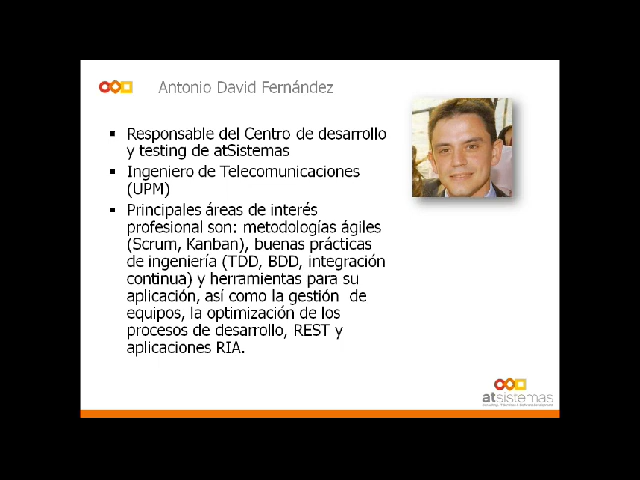 Antonio David Fernández
Responsable del Centro de desarrollo
y testing de atSistemas
Ingeniero de Telecomunicaciones
(UPM)
Principales áreas de interés
profesional son: metodologías ágiles
(Scrum, Kanban), buenas prácticas
de ingeniería (TDD, BDD, integración
continua) y herramientas para su
aplicación, así como la gestión de
equipos, la optimización de los
procesos de desarrollo, REST y
aplicaciones RIA.
atsistemas